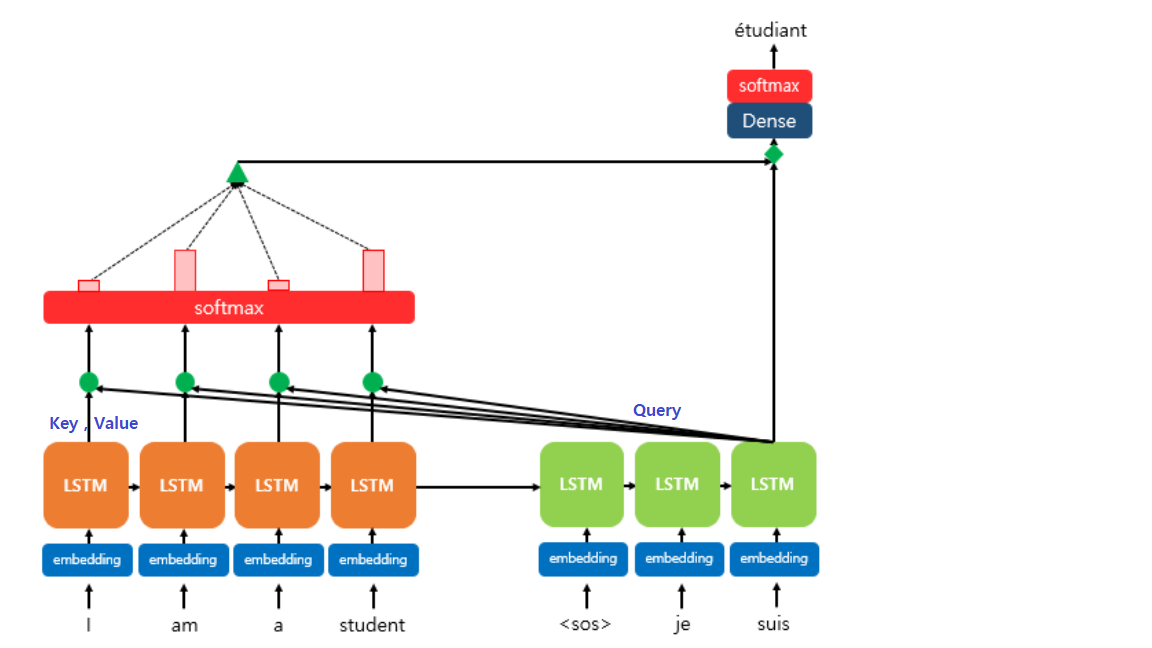 étudiant
softmax
Dense
softmax
Query
Key , Value
LSTM LSTM LSTM LSTM LSTM LSTM LSTM
embedding embedding embedding embedding embedding embedding embedding
I am a student <sos> je suis